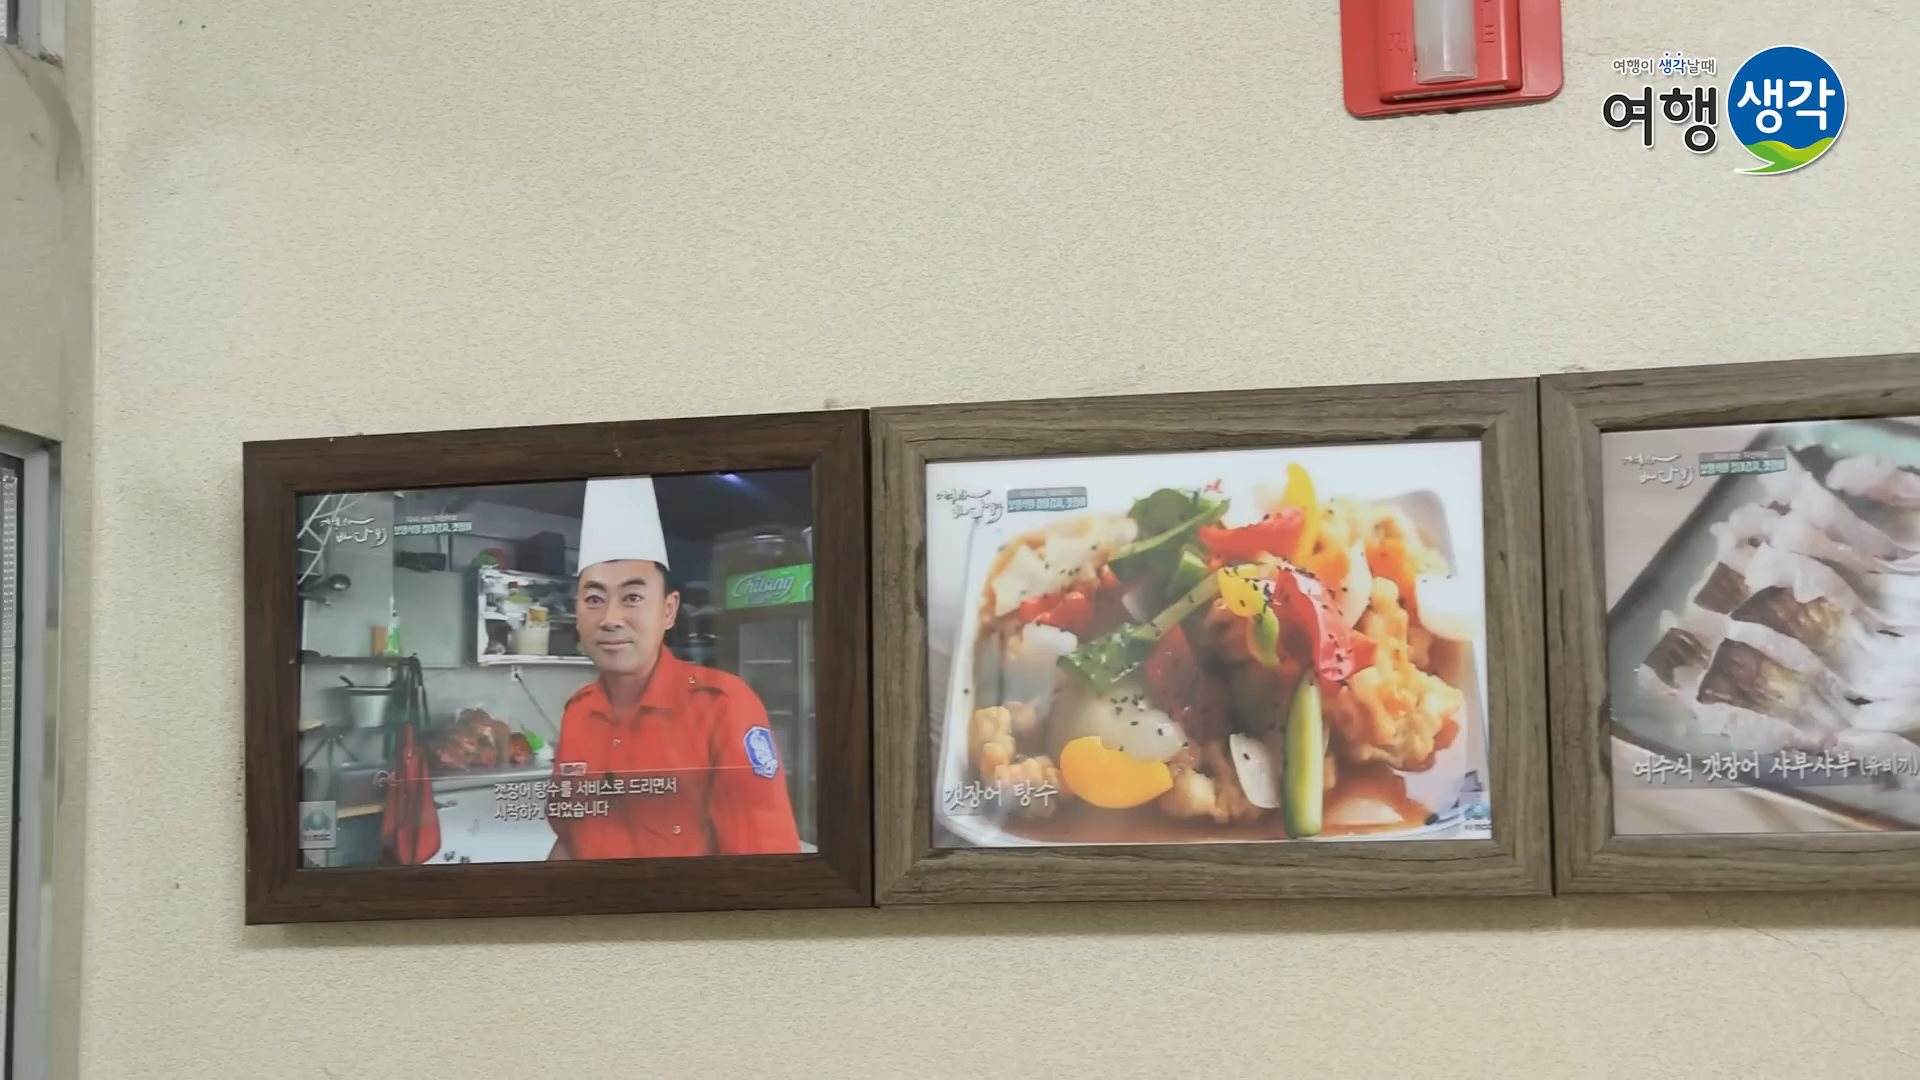 여행이 생각날때
여행 생각
Chilsung
갯장어 탕수를 서비스로 드리면서
시작하게 되었습니다
갯장어 탕수
여수식 갯장어 샤부샤부(유비끼)